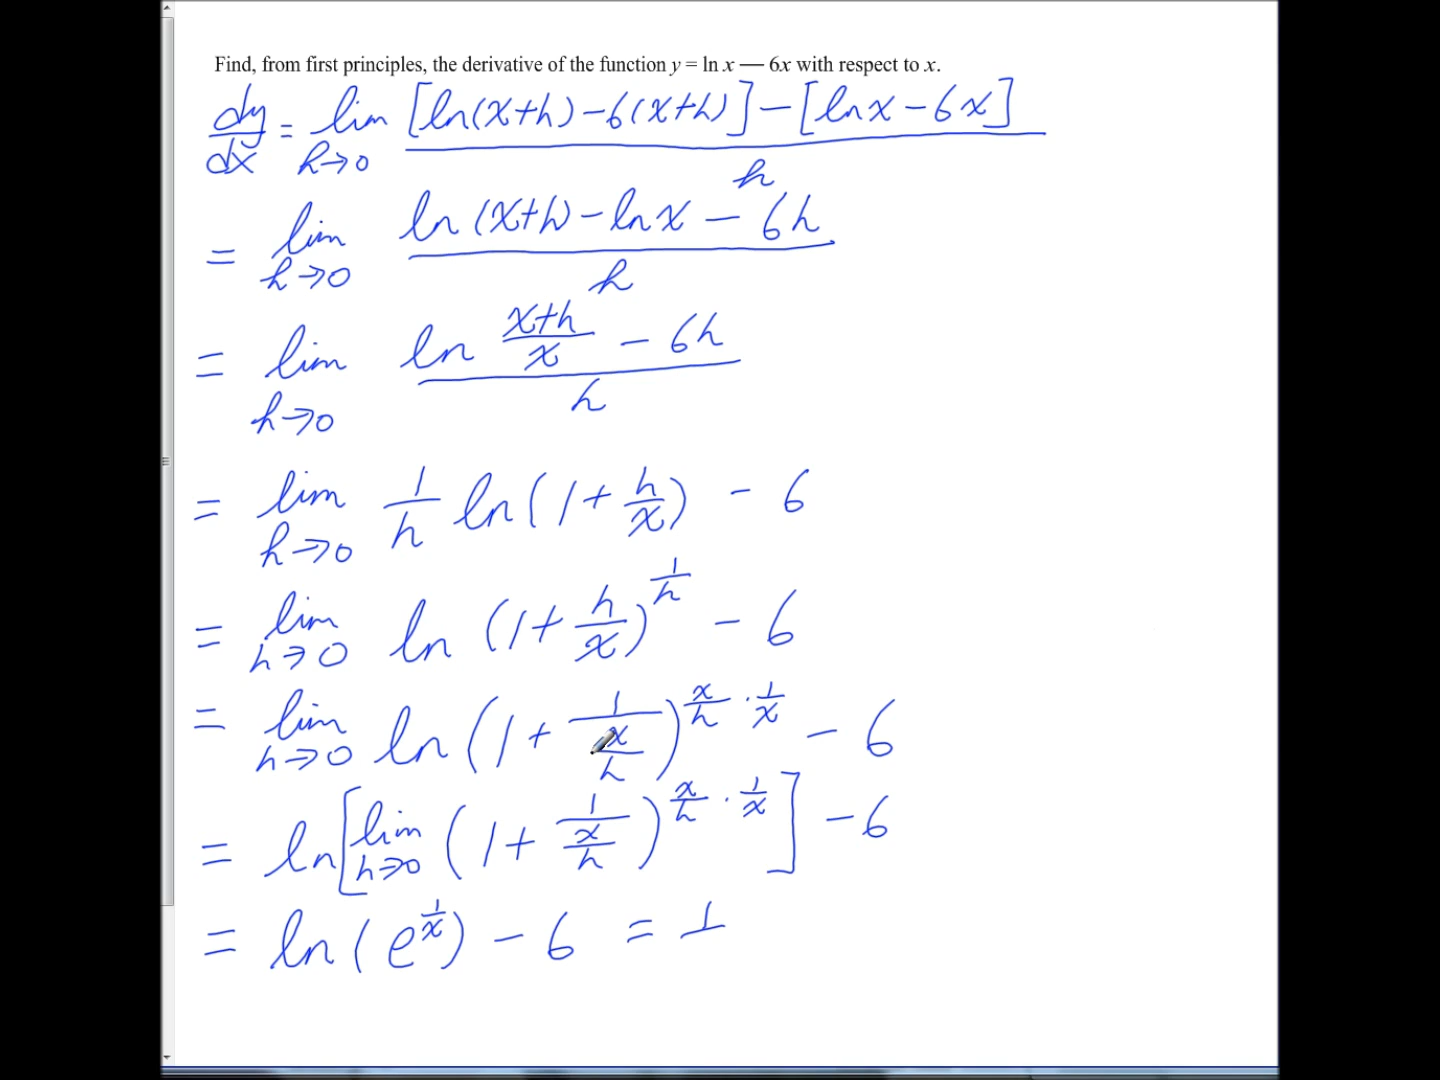 Find, from first principles, the derivative of the function y = ln x — 6x with respect to x.
dy/dx = lim h→0 [ln(x+h) - 6(x+h)] - [ln x - 6x] / h
= lim h→0 ln(x+h) - ln x - 6h / h
= lim h→0 ln x+h/x - 6h / h
= lim h→0 1/h ln(1 + h/x) - 6
= lim h→0 ln (1 + h/x)^(1/h) - 6
= lim h→0 ln (1 + 1/(x/h))^(x/h · 1/x) - 6
= ln[lim h→0 (1 + 1/(x/h))^(x/h · 1/x)] - 6
= ln(e^(1/x)) - 6 = 1